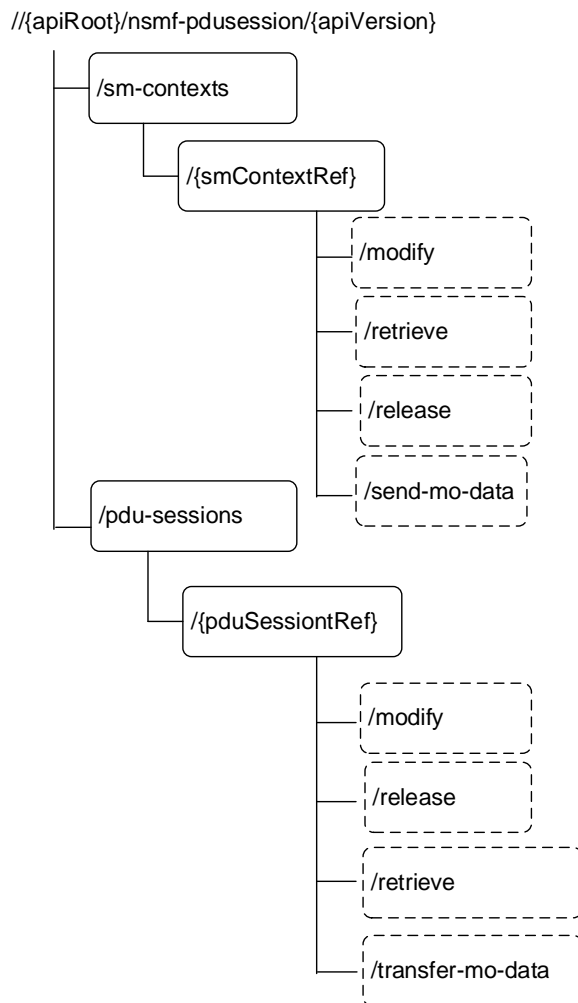 //{apiRoot}/nsmf-pdusession/{apiVersion}
/sm-contexts
/{smContextRef}
/modify
/retrieve
/release
/send-mo-data
/pdu-sessions
/{pduSessiontRef}
/modify
/release
/retrieve
/transfer-mo-data